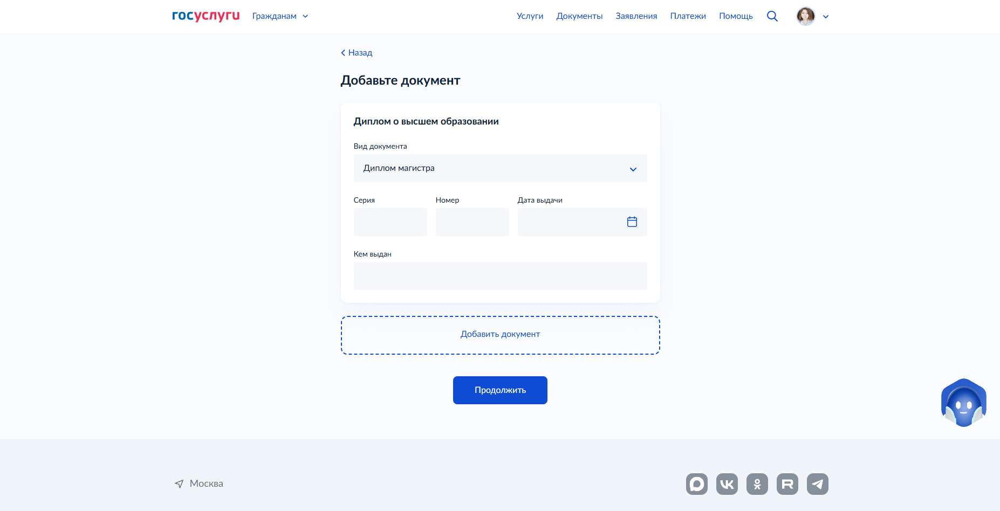 госуслуги Гражданам Услуги Документы Заявления Платежи Помощь
Назад
Добавьте документ
Диплом о высшем образовании
Вид документа
Диплом магистра
Серия Номер Дата выдачи
Кем выдан
Добавить документ
Продолжить
Москва